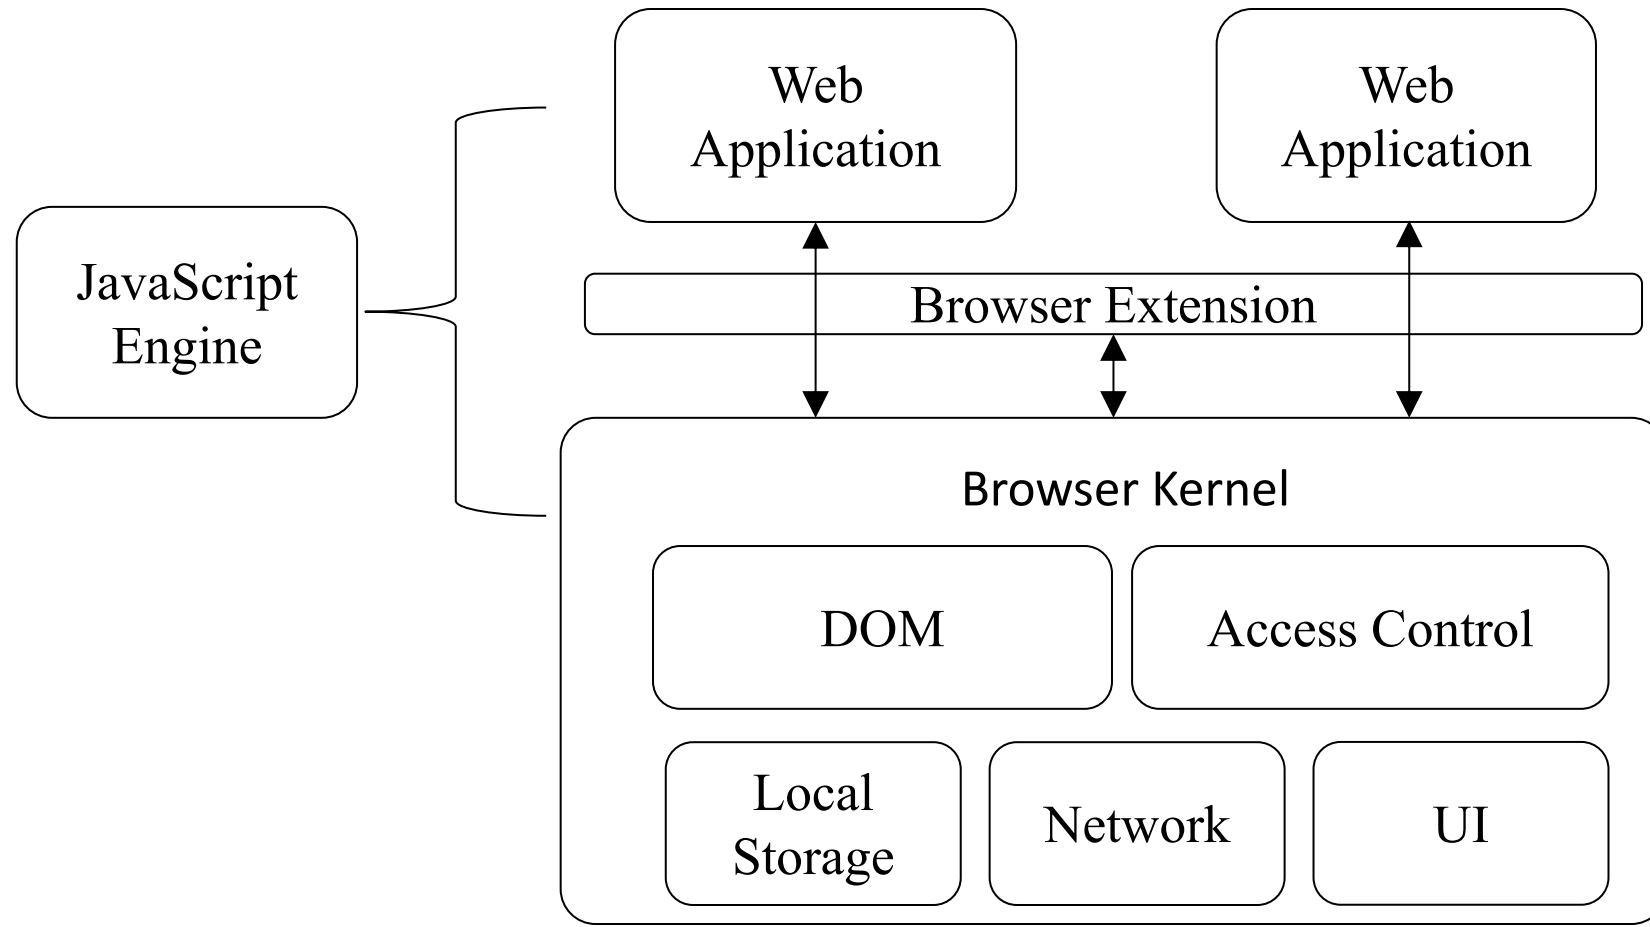 Web
Application
Web
Application
JavaScript
Engine
Browser Extension
Browser Kernel
DOM
Access Control
Local
Storage
Network
UI